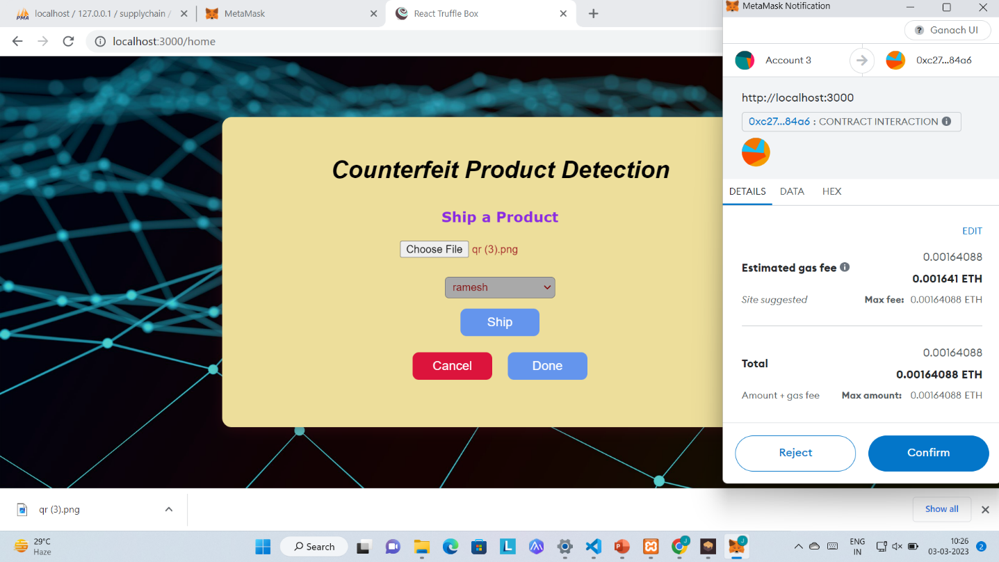 localhost / 127.0.0.1 / supplychain /
MetaMask
React Truffle Box
localhost:3000/home
MetaMask Notification
Ganach UI
Account 3
0xc27...84a6
http://localhost:3000
0xc27...84a6 : CONTRACT INTERACTION
DETAILS DATA HEX
EDIT
0.00164088
Estimated gas fee
0.001641 ETH
Site suggested
Max fee: 0.00164088 ETH
0.00164088
Total
0.00164088 ETH
Amount + gas fee
Max amount: 0.00164088 ETH
Reject
Confirm
Counterfeit Product Detection
Ship a Product
Choose File qr (3).png
ramesh
Ship
Cancel
Done
qr (3).png
Show all
29°C
Haze
Search
ENG
IN
10:26
03-03-2023
2